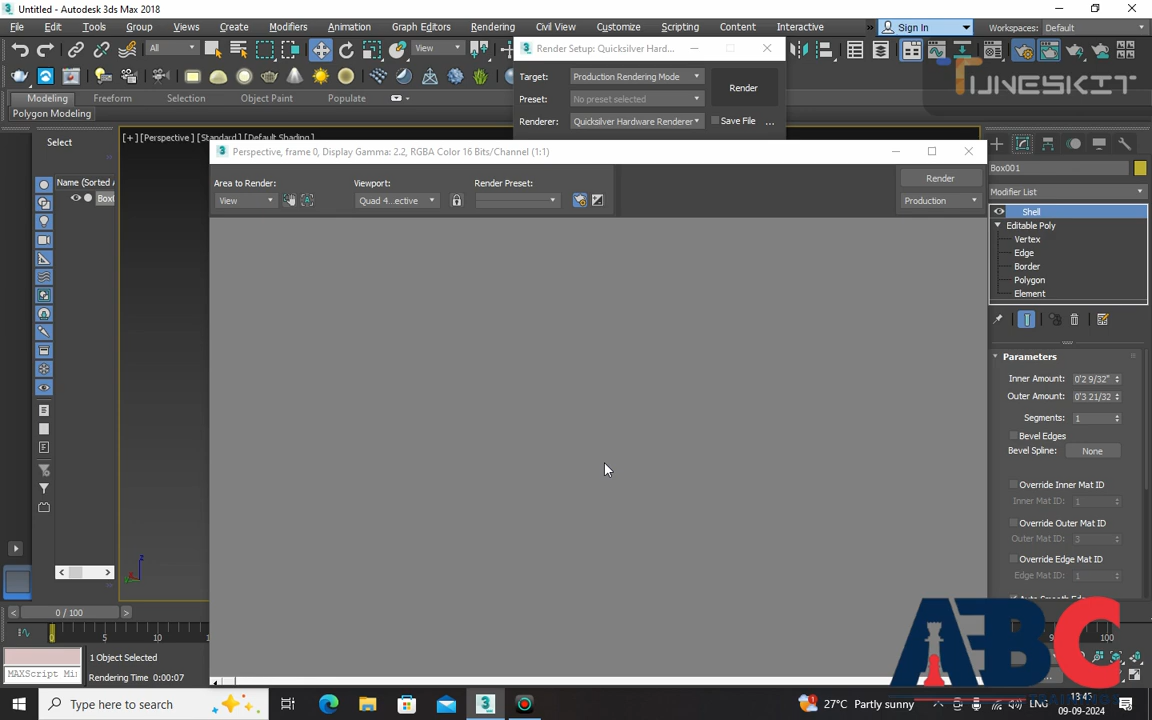 Untitled - Autodesk 3ds Max 2018
File Edit Tools Group Views Create Modifiers Animation Graph Editors Rendering Civil View Customize Scripting Content Interactive » Sign In Workspaces: Default
All View Render Setup: Quicksilver Hard...
TUNESKIT
Target: Production Rendering Mode Render
Preset: No preset selected
Renderer: Quicksilver Hardware Renderer Save File ...
Modeling Freeform Selection Object Paint Populate
Polygon Modeling
[+] [Perspective] [Standard] [Default Shading]
Select
Perspective, frame 0, Display Gamma: 2.2, RGBA Color 16 Bits/Channel (1:1)
Area to Render: Viewport: Render Preset: Render
View Quad 4...ective Production
Name (Sorted A
Box(
Box001
Modifier List
Shell
Editable Poly
Vertex
Edge
Border
Polygon
Element
Parameters
Inner Amount: 0'2 9/32"
Outer Amount: 0'3 21/32
Segments: 1
Bevel Edges
Bevel Spline: None
Override Inner Mat ID
Inner Mat ID: 1
Override Outer Mat ID
Outer Mat ID: 3
Override Edge Mat ID
Edge Mat ID: 1
0 / 100
0 5 10 100
ABC
TRAININGS
1 Object Selected
MAXScript Mi
Rendering Time 0:00:07
Type here to search
27°C Partly sunny
ENG
13:43
09-09-2024